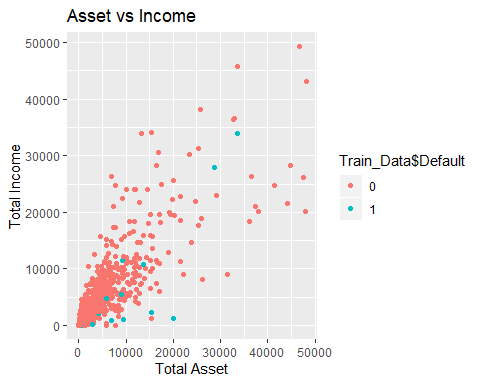 Asset vs Income
50000
40000
30000
20000
10000
0
Total Income
0 10000 20000 30000 40000 50000
Total Asset
Train_Data$Default
0
1